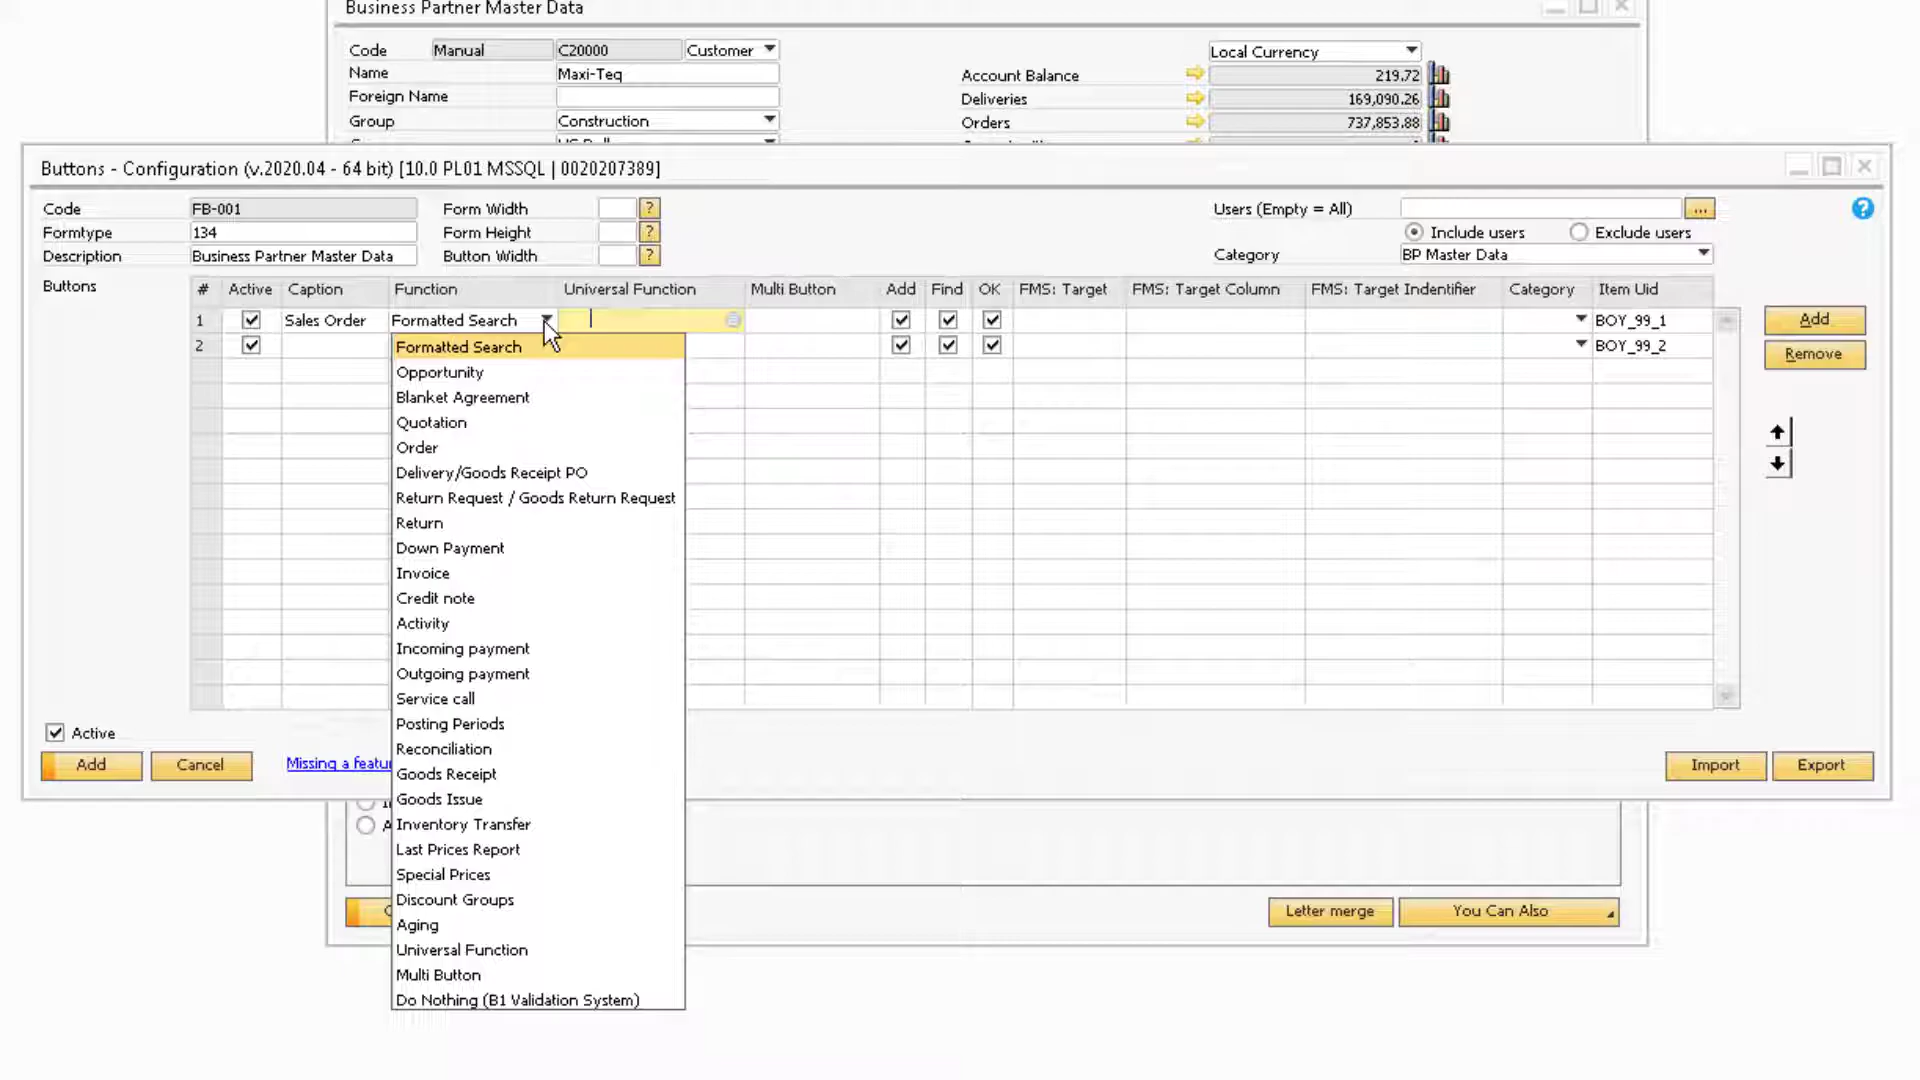 Business Partner Master Data
Code Manual C20000 Customer Local Currency
Name Maxi-Teq Account Balance 219.72
Foreign Name Deliveries 169,090.26
Group Construction Orders 737,853.88
Buttons - Configuration (v.2020.04 - 64 bit) [10.0 PL01 MSSQL | 0020207389]
Code FB-001 Form Width ? Users (Empty = All) ... ?
Formtype 134 Form Height ? Include users Exclude users
Description Business Partner Master Data Button Width ? Category BP Master Data
Buttons # Active Caption Function Universal Function Multi Button Add Find OK FMS: Target FMS: Target Column FMS: Target Indentifier Category Item Uid
1 Sales Order Formatted Search BOY_99_1 Add
2 BOY_99_2 Remove
Formatted Search
Opportunity
Blanket Agreement
Quotation
Order
Delivery/Goods Receipt PO
Return Request / Goods Return Request
Return
Down Payment
Invoice
Credit note
Activity
Incoming payment
Outgoing payment
Service call
Posting Periods
Reconciliation
Goods Receipt
Goods Issue
Inventory Transfer
Last Prices Report
Special Prices
Discount Groups
Aging
Universal Function
Multi Button
Do Nothing (B1 Validation System)
Active
Add Cancel Missing a featu Import Export
Letter merge You Can Also